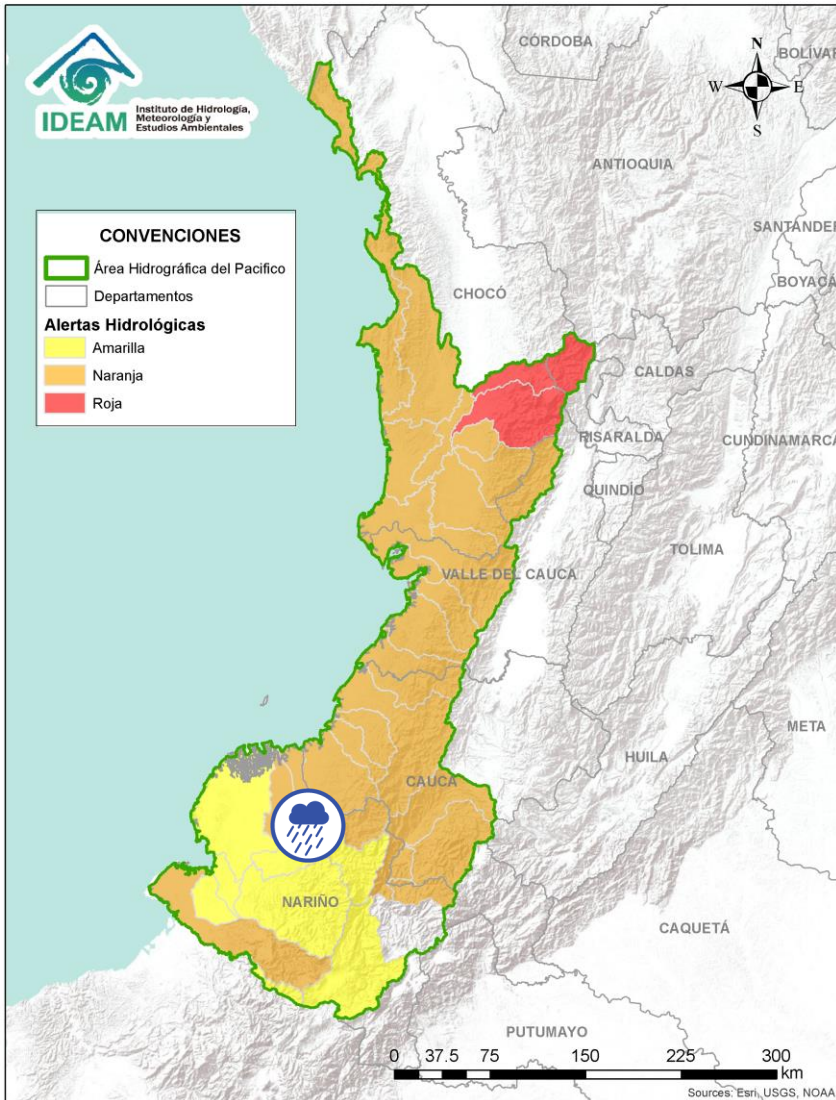 IDEAM
Instituto de Hidrología,
Meteorología y
Estudios Ambientales
CÓRDOBA
BOLÍVAR
N
W
E
S
ANTIOQUIA
SANTANDER
BOYACÁ
CONVENCIONES
Área Hidrográfica del Pacifico
Departamentos
Alertas Hidrológicas
Amarilla
Naranja
Roja
CHOCÓ
CALDAS
RISARALDA
CUNDINAMARCA
QUINDÍO
TOLIMA
VALLE DEL CAUCA
META
HUILA
CAUCA
NARIÑO
CAQUETÁ
PUTUMAYO
0 37.5 75 150 225 300
km
Sources: Esri, USGS, NOAA